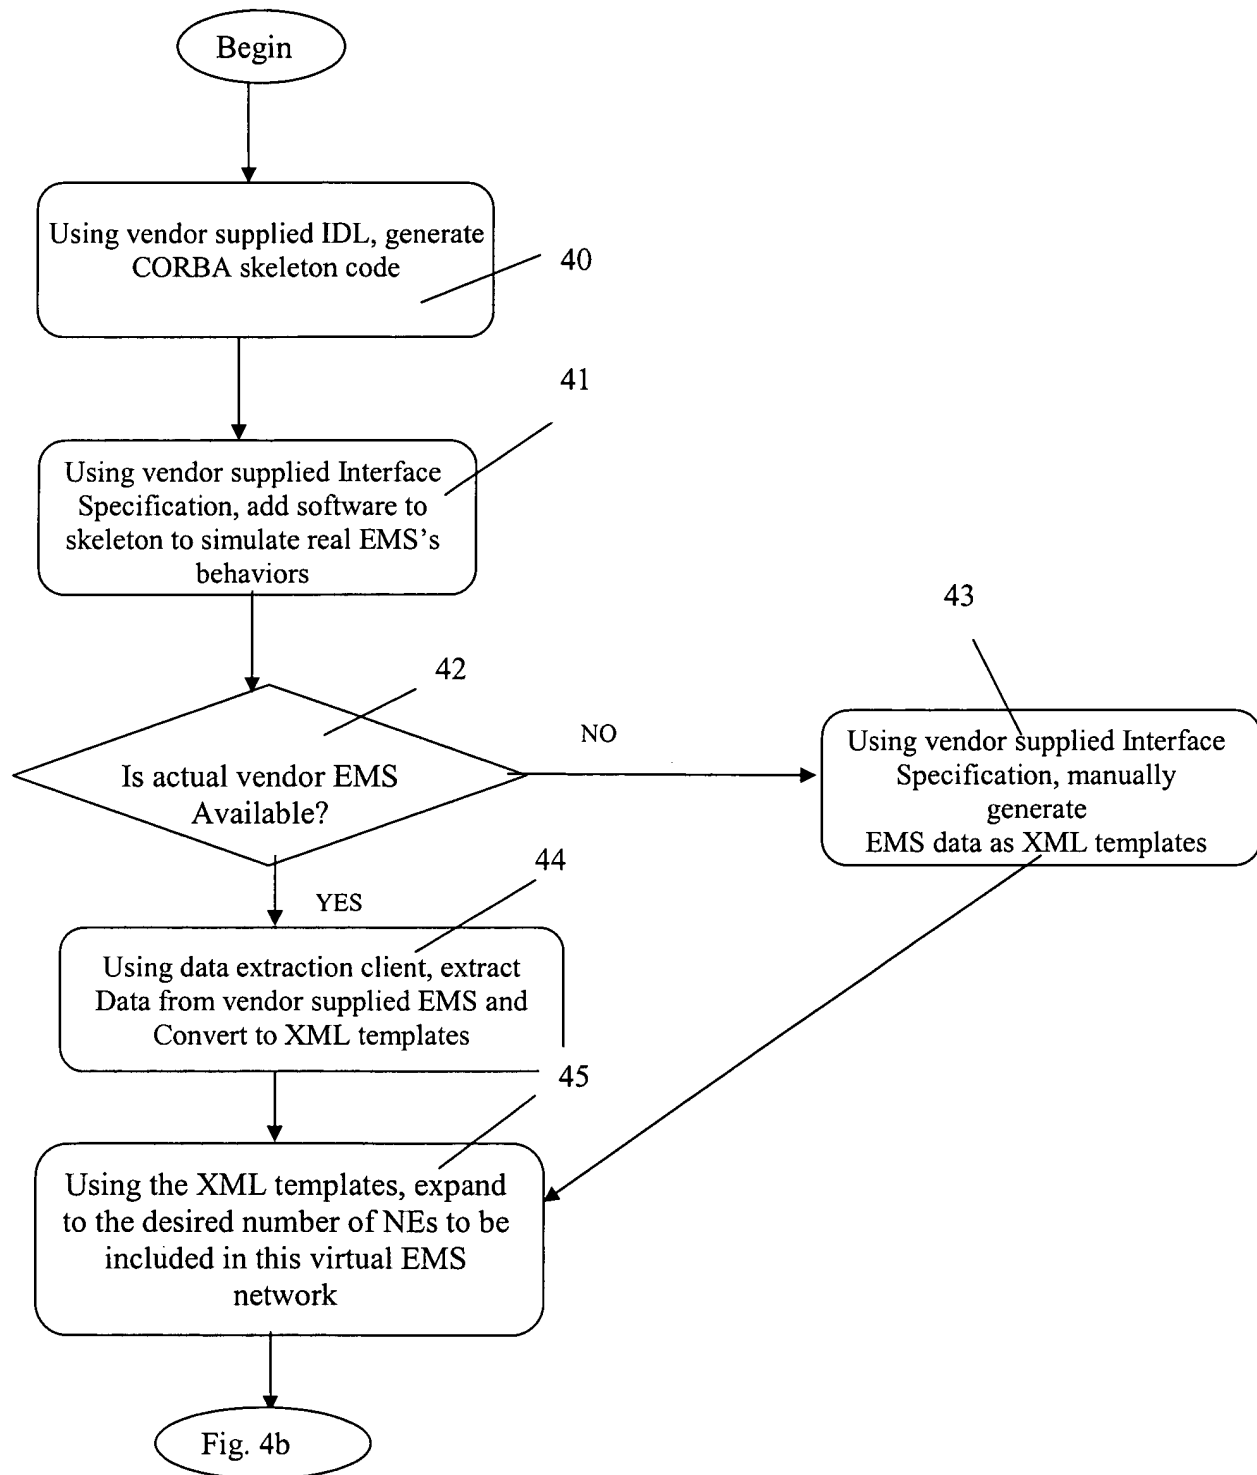 Begin
Using vendor supplied IDL, generate
CORBA skeleton code
40
41
Using vendor supplied Interface
Specification, add software to
skeleton to simulate real EMS's
behaviors
42
Is actual vendor EMS
Available?
NO
43
Using vendor supplied Interface
Specification, manually
generate
EMS data as XML templates
YES
44
Using data extraction client, extract
Data from vendor supplied EMS and
Convert to XML templates
45
Using the XML templates, expand
to the desired number of NEs to be
included in this virtual EMS
network
Fig. 4b